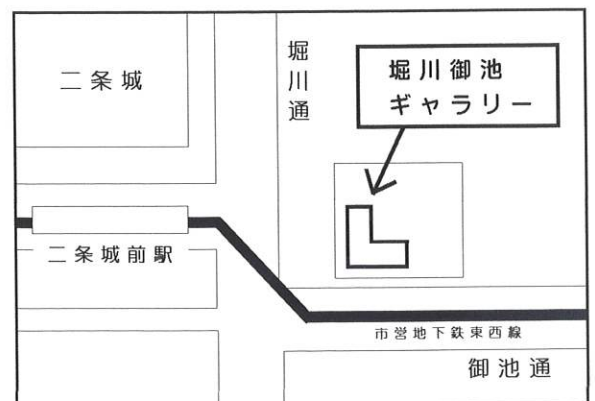 二条城
堀川通
堀川御池
ギャラリー
二条城前駅
市営地下鉄東西線
御池通